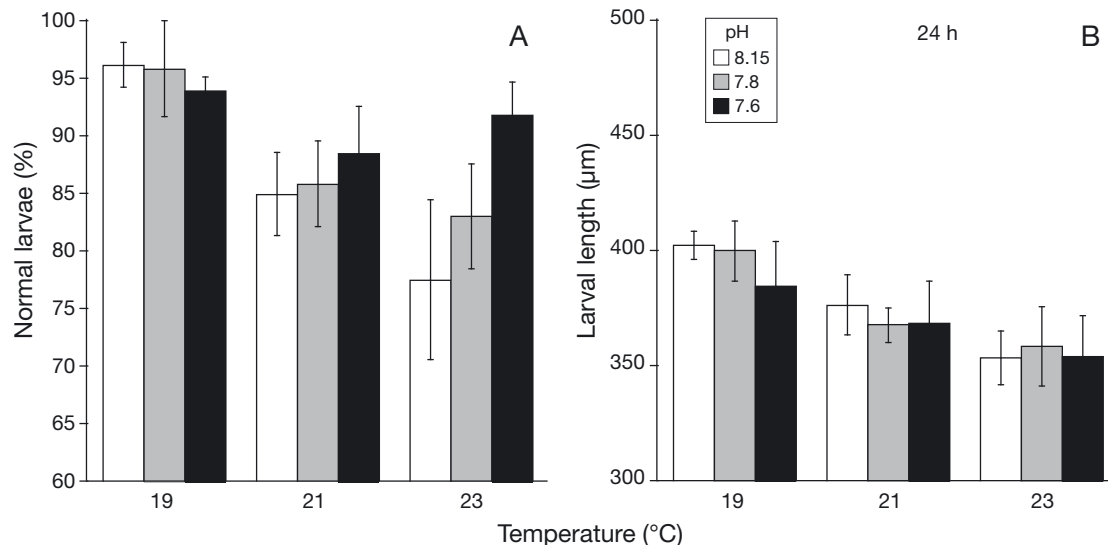 A
Normal larvae (%)
100
95
90
85
80
75
70
65
60
19 21 23
B
24 h
pH
8.15
7.8
7.6
Larval length (µm)
500
450
400
350
300
19 21 23
Temperature (°C)